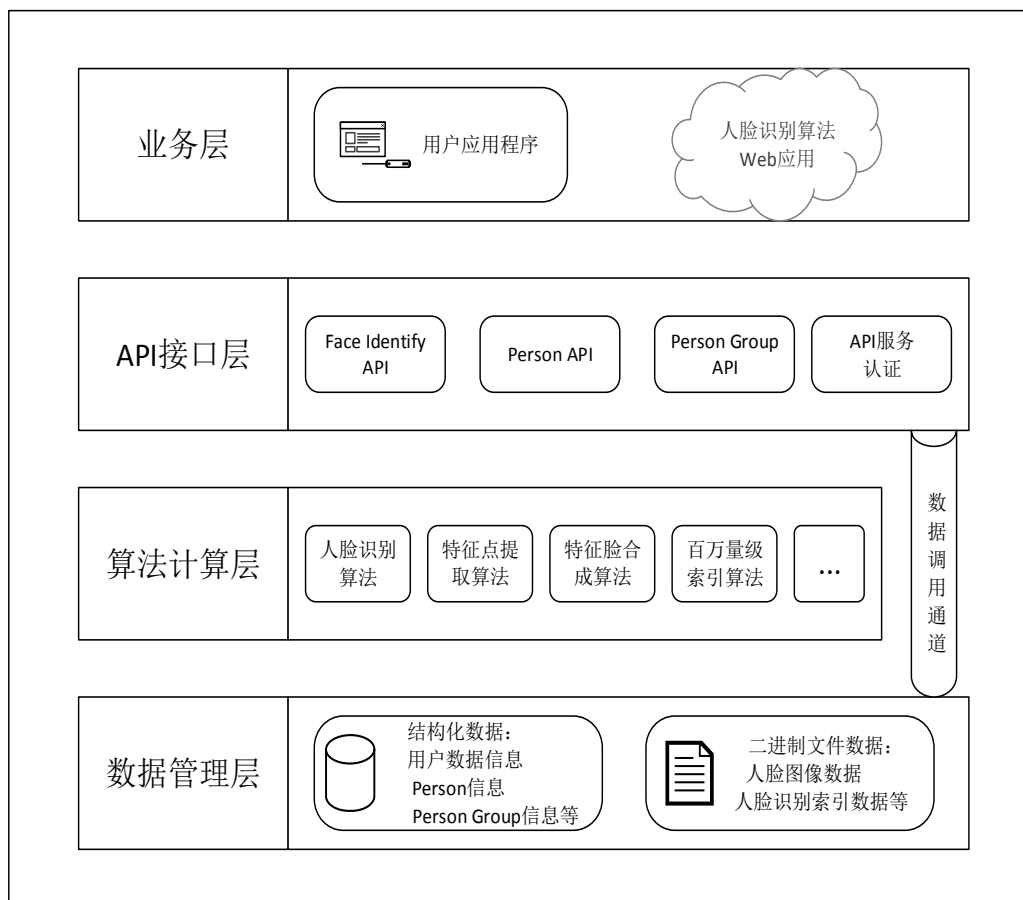 业务层
用户应用程序
人脸识别算法
Web应用
API接口层
Face Identify
API
Person API
Person Group
API
API服务
认证
算法计算层
人脸识别
算法
特征点提
取算法
特征脸合
成算法
百万量级
索引算法
...
数
据
调
用
通
道
数据管理层
结构化数据：
用户数据信息
Person信息
Person Group信息等
二进制文件数据：
人脸图像数据
人脸识别索引数据等